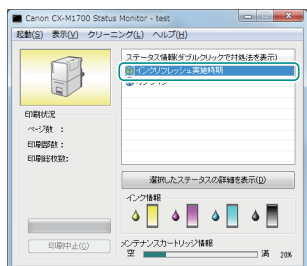 Canon CX-M1700 Status Monitor - test
起動(S) 表示(V) クリーニング(L) ヘルプ(H)
ステータス情報(ダブルクリックで対処法を表示)
インクリフレッシュ実施時期
オンライン
印刷状況
ページ数 :
印刷部数 :
印刷総枚数:
選択したステータスの詳細を表示(D)
インク情報
印刷中止(C)
メンテナンスカートリッジ情報
空 満 20%